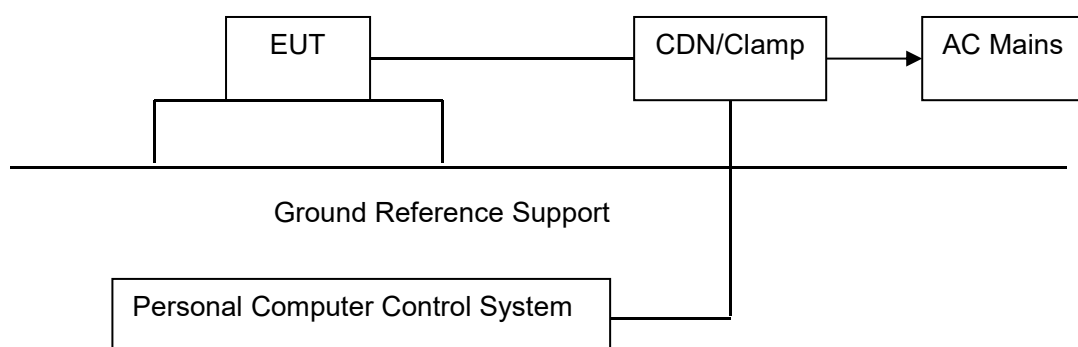 EUT
CDN/Clamp
AC Mains
Ground Reference Support
Personal Computer Control System